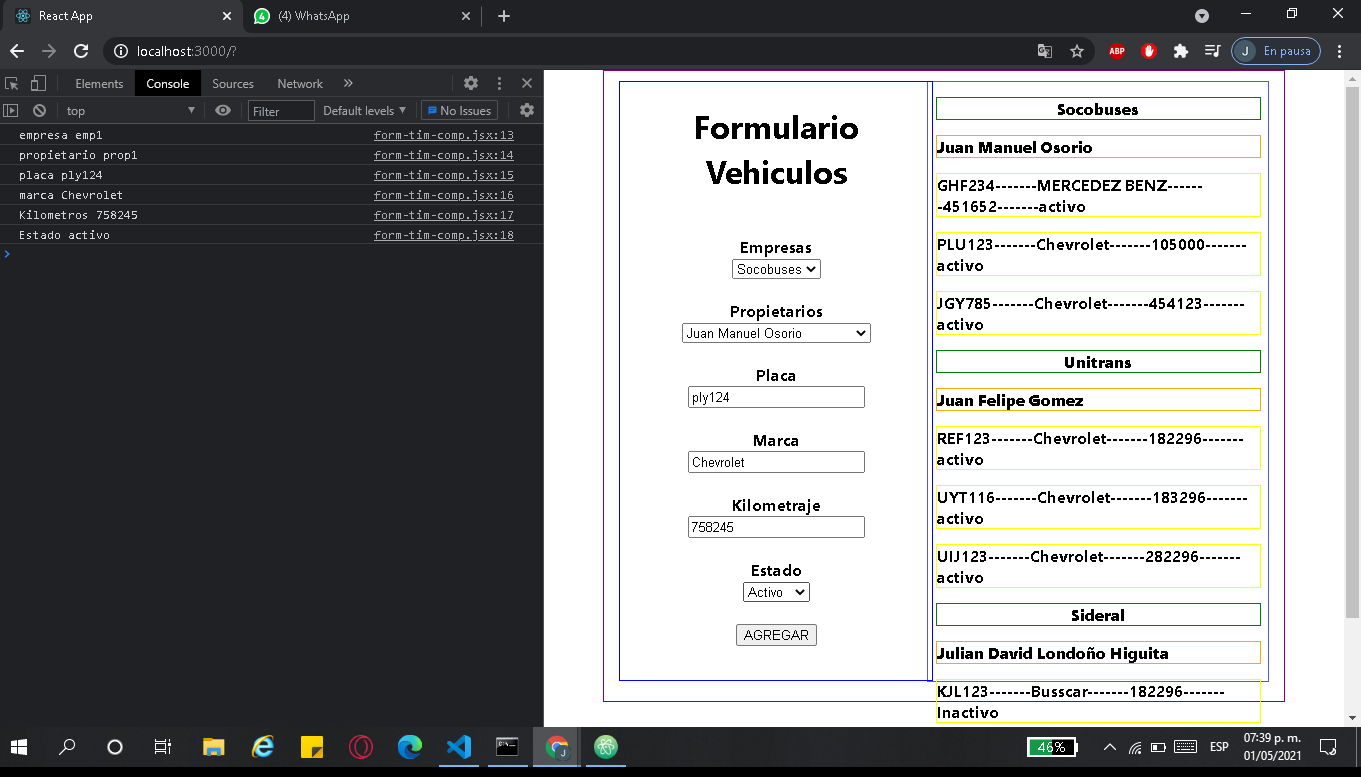 React App
(4) WhatsApp
localhost:3000/?
ABP
J
En pausa
Elements
Console
Sources
Network
top
Filter
Default levels
No Issues
empresa emp1 form-tim-comp.jsx:13
propietario prop1 form-tim-comp.jsx:14
placa ply124 form-tim-comp.jsx:15
marca Chevrolet form-tim-comp.jsx:16
Kilometros 758245 form-tim-comp.jsx:17
Estado activo form-tim-comp.jsx:18
Formulario
Vehiculos
Empresas
Socobuses
Propietarios
Juan Manuel Osorio
Placa
ply124
Marca
Chevrolet
Kilometraje
758245
Estado
Activo
AGREGAR
Socobuses
Juan Manuel Osorio
GHF234-------MERCEDEZ BENZ------
-451652-------activo
PLU123-------Chevrolet-------105000-------
activo
JGY785-------Chevrolet-------454123-------
activo
Unitrans
Juan Felipe Gomez
REF123-------Chevrolet-------182296-------
activo
UYT116-------Chevrolet-------183296-------
activo
UIJ123-------Chevrolet-------282296-------
activo
Sideral
Julian David Londoño Higuita
KJL123-------Busscar-------182296-------
Inactivo
46%
ESP
07:39 p. m.
01/05/2021